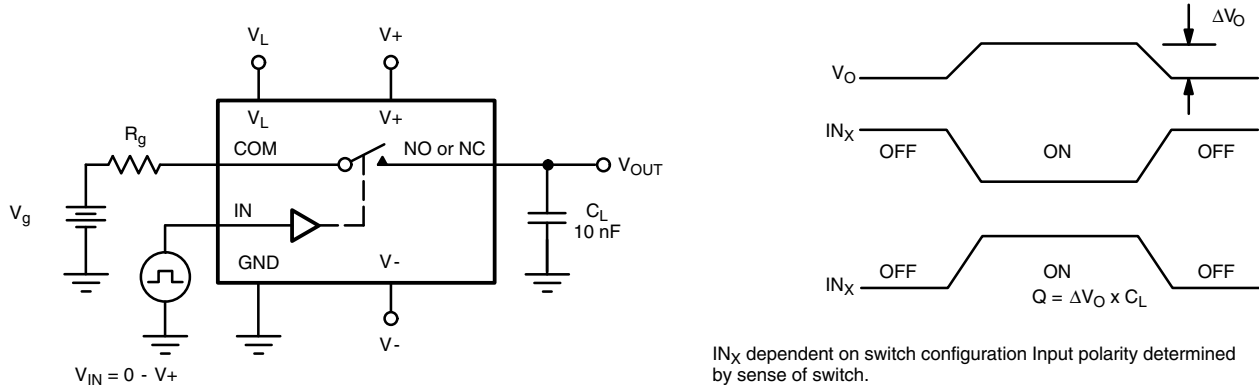 V_L
V+
V_L
V+
R_g
COM
NO or NC
V_OUT
V_g
IN
C_L
10 nF
GND
V-
V-
V_IN = 0 - V+
ΔV_O
V_O
IN_X
OFF
ON
OFF
OFF
ON
OFF
IN_X
Q = ΔV_O x C_L
IN_X dependent on switch configuration Input polarity determined
by sense of switch.